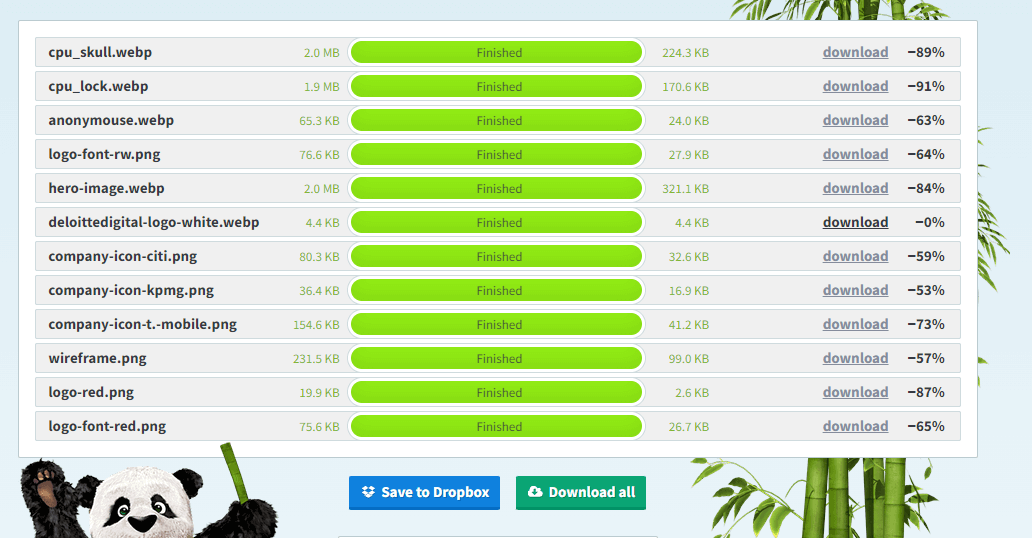 cpu_skull.webp 2.0 MB Finished 224.3 KB download −89%
cpu_lock.webp 1.9 MB Finished 170.6 KB download −91%
anonymouse.webp 65.3 KB Finished 24.0 KB download −63%
logo-font-rw.png 76.6 KB Finished 27.9 KB download −64%
hero-image.webp 2.0 MB Finished 321.1 KB download −84%
deloittedigital-logo-white.webp 4.4 KB Finished 4.4 KB download −0%
company-icon-citi.png 80.3 KB Finished 32.6 KB download −59%
company-icon-kpmg.png 36.4 KB Finished 16.9 KB download −53%
company-icon-t.-mobile.png 154.6 KB Finished 41.2 KB download −73%
wireframe.png 231.5 KB Finished 99.0 KB download −57%
logo-red.png 19.9 KB Finished 2.6 KB download −87%
logo-font-red.png 75.6 KB Finished 26.7 KB download −65%
Save to Dropbox Download all